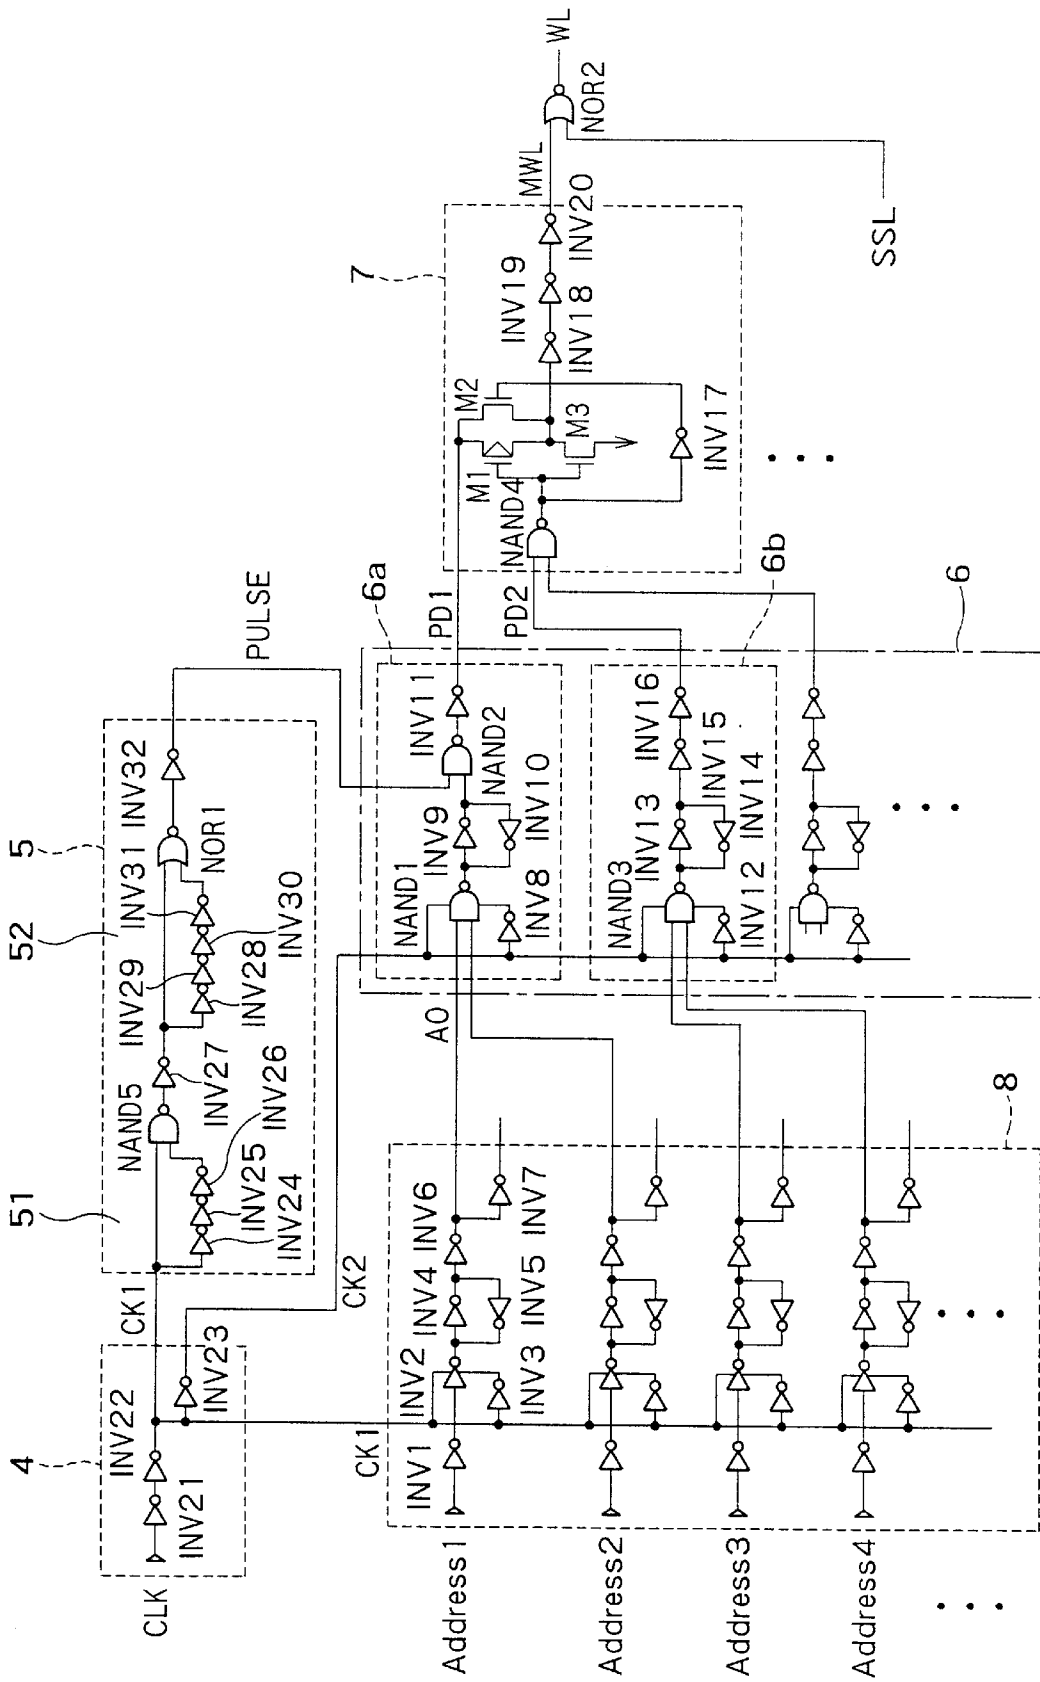 4
CLK
INV21
INV22
INV23
CK1
CK2
5
51
52
NAND5
INV24
INV25
INV26
INV27
INV28
INV29
INV30
INV31
NOR1
INV32
PULSE
8
CK1
Address1
INV1
INV2
INV3
INV4
INV5
INV6
INV7
A0
Address2
Address3
Address4
6
6a
NAND1
INV8
INV9
INV10
NAND2
INV11
PD1
6b
NAND3
INV12
INV13
INV14
INV15
INV16
PD2
7
NAND4
M1
M2
M3
INV17
INV18
INV19
INV20
MWL
NOR2
WL
SSL